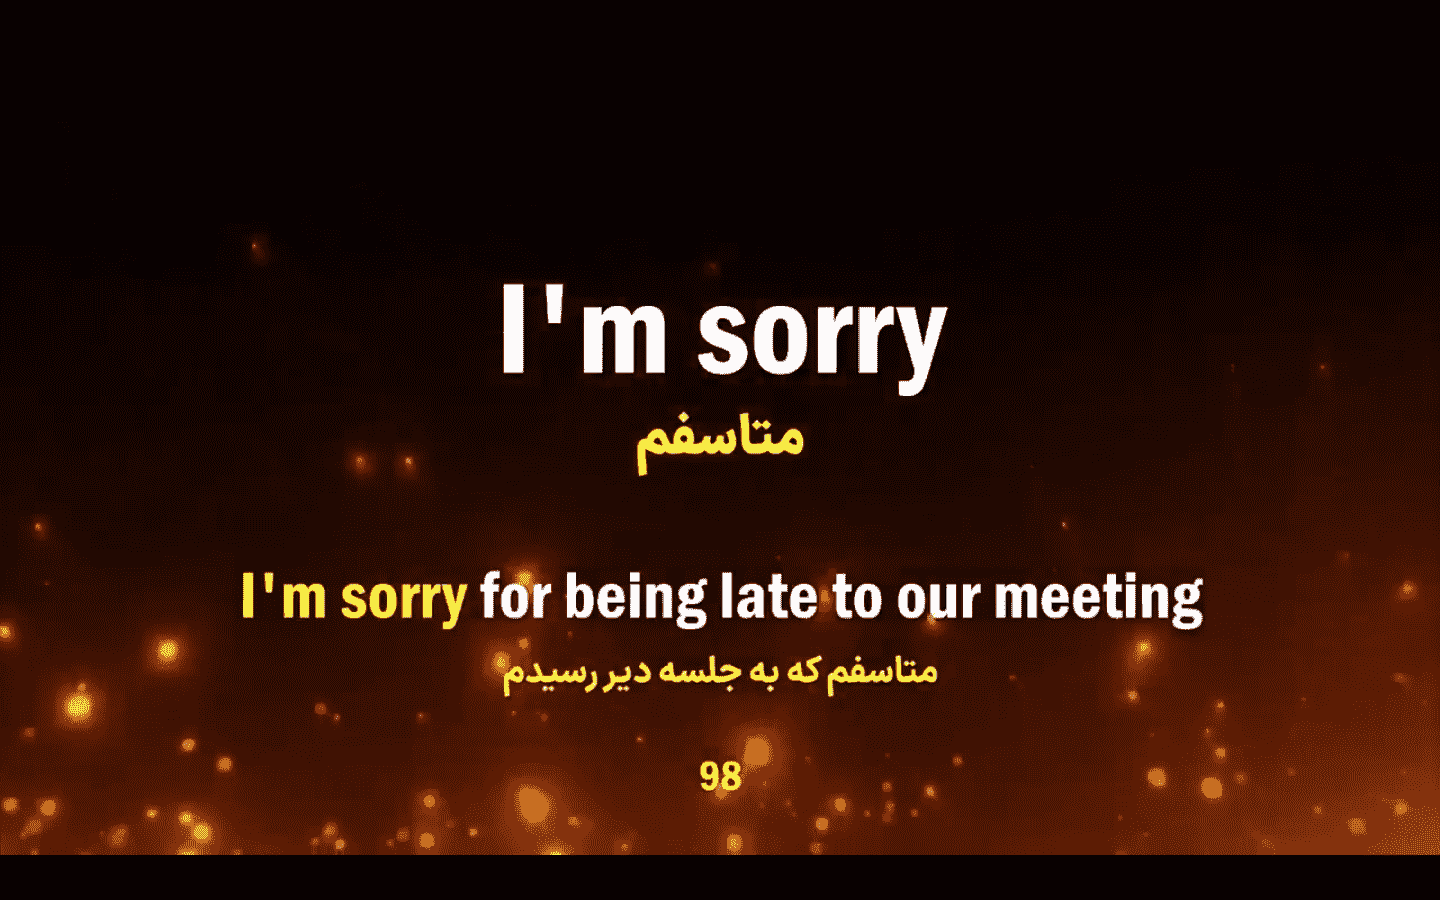 I'm sorry
متاسفم
I'm sorry for being late to our meeting
متاسفم که به جلسه دیر رسیدم
98